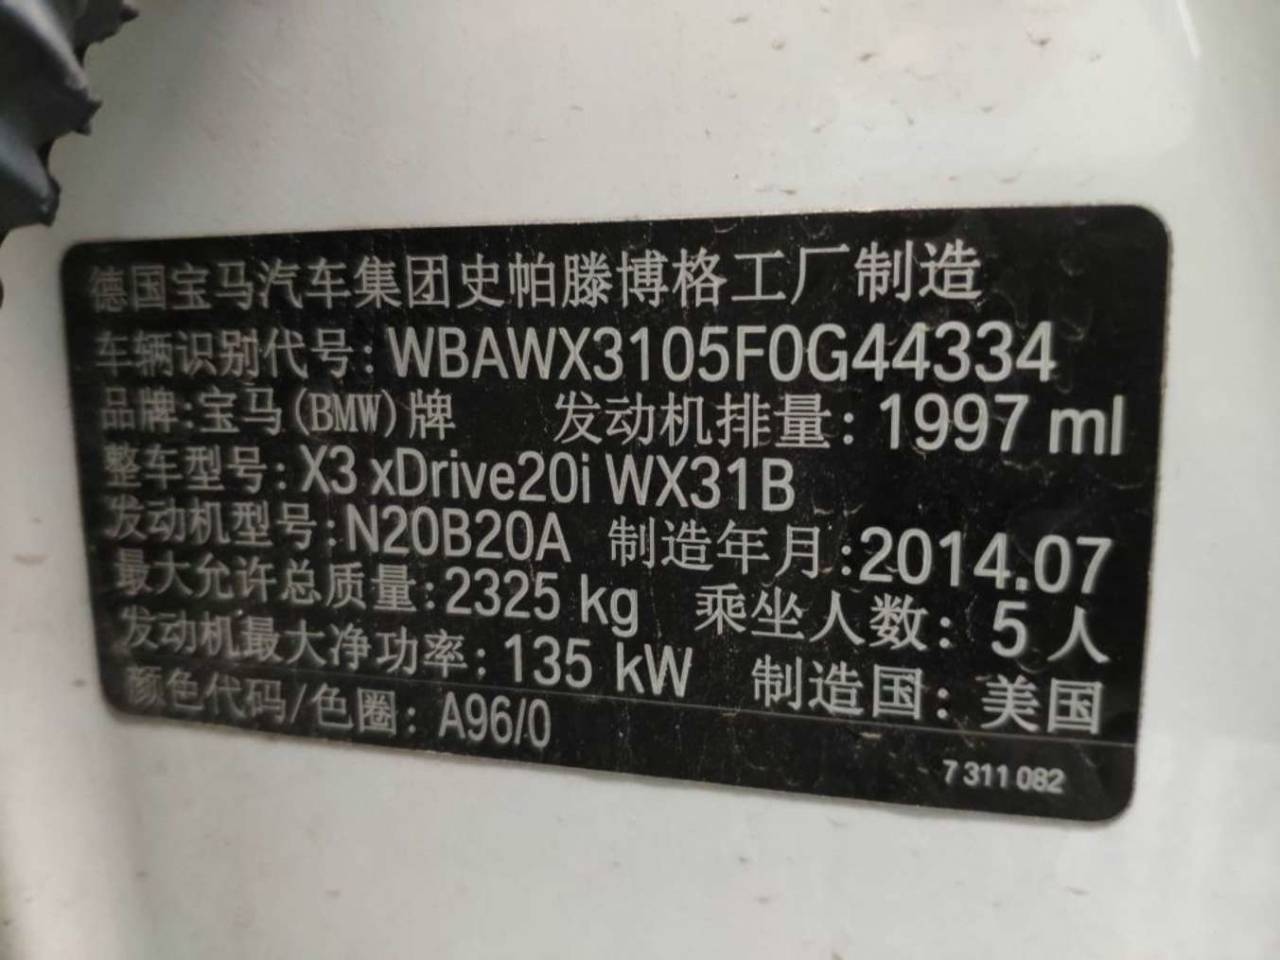 德国宝马汽车集团史帕滕博格工厂制造
车辆识别代号: WBAWX3105F0G44334
品牌:宝马(BMW)牌 发动机排量: 1997 ml
整车型号: X3 xDrive20i WX31B
发动机型号:N20B20A 制造年月:2014.07
最大允许总质量:2325 kg 乘坐人数: 5 人
发动机最大净功率: 135 kW 制造国: 美国
颜色代码/色圈: A96/0
7 311 082